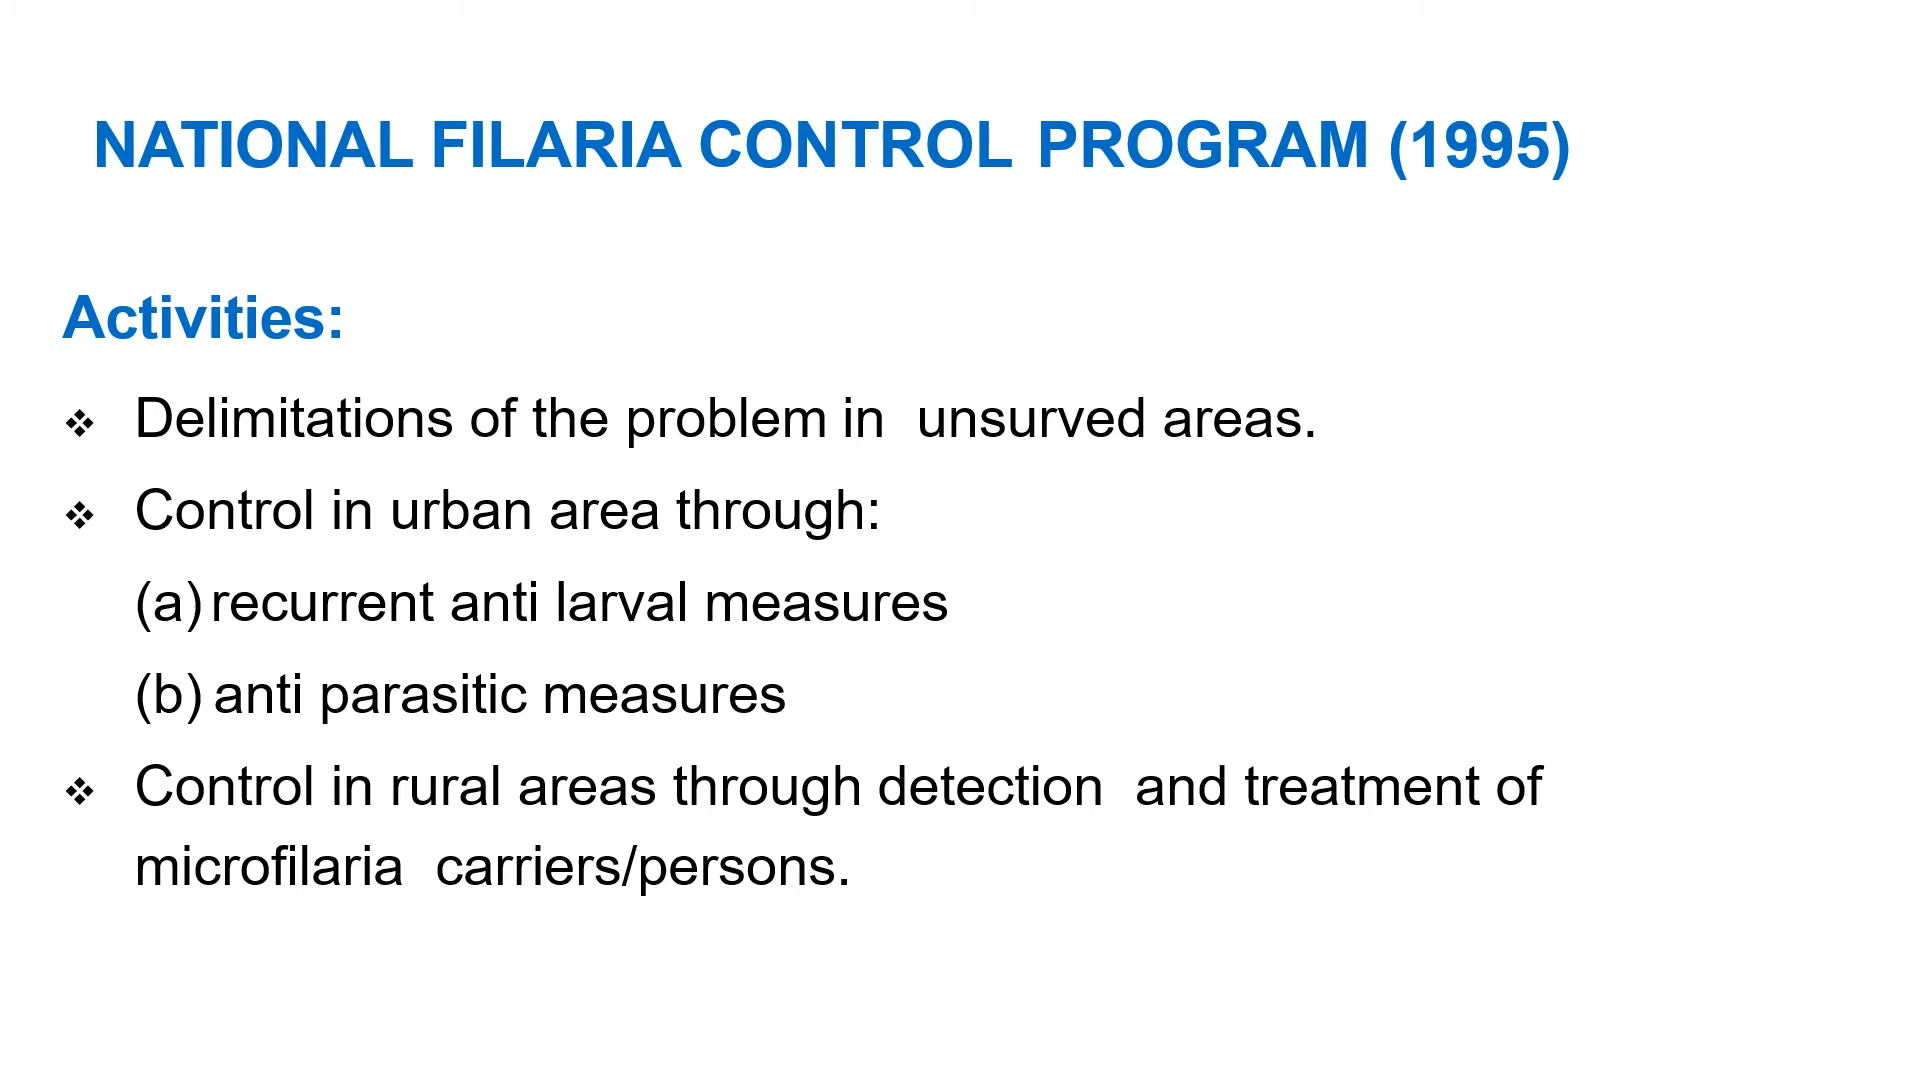 NATIONAL FILARIA CONTROL PROGRAM (1995)
Activities:
❖ Delimitations of the problem in unsurved areas.
❖ Control in urban area through:
(a) recurrent anti larval measures
(b) anti parasitic measures
❖ Control in rural areas through detection and treatment of
microfilaria carriers/persons.